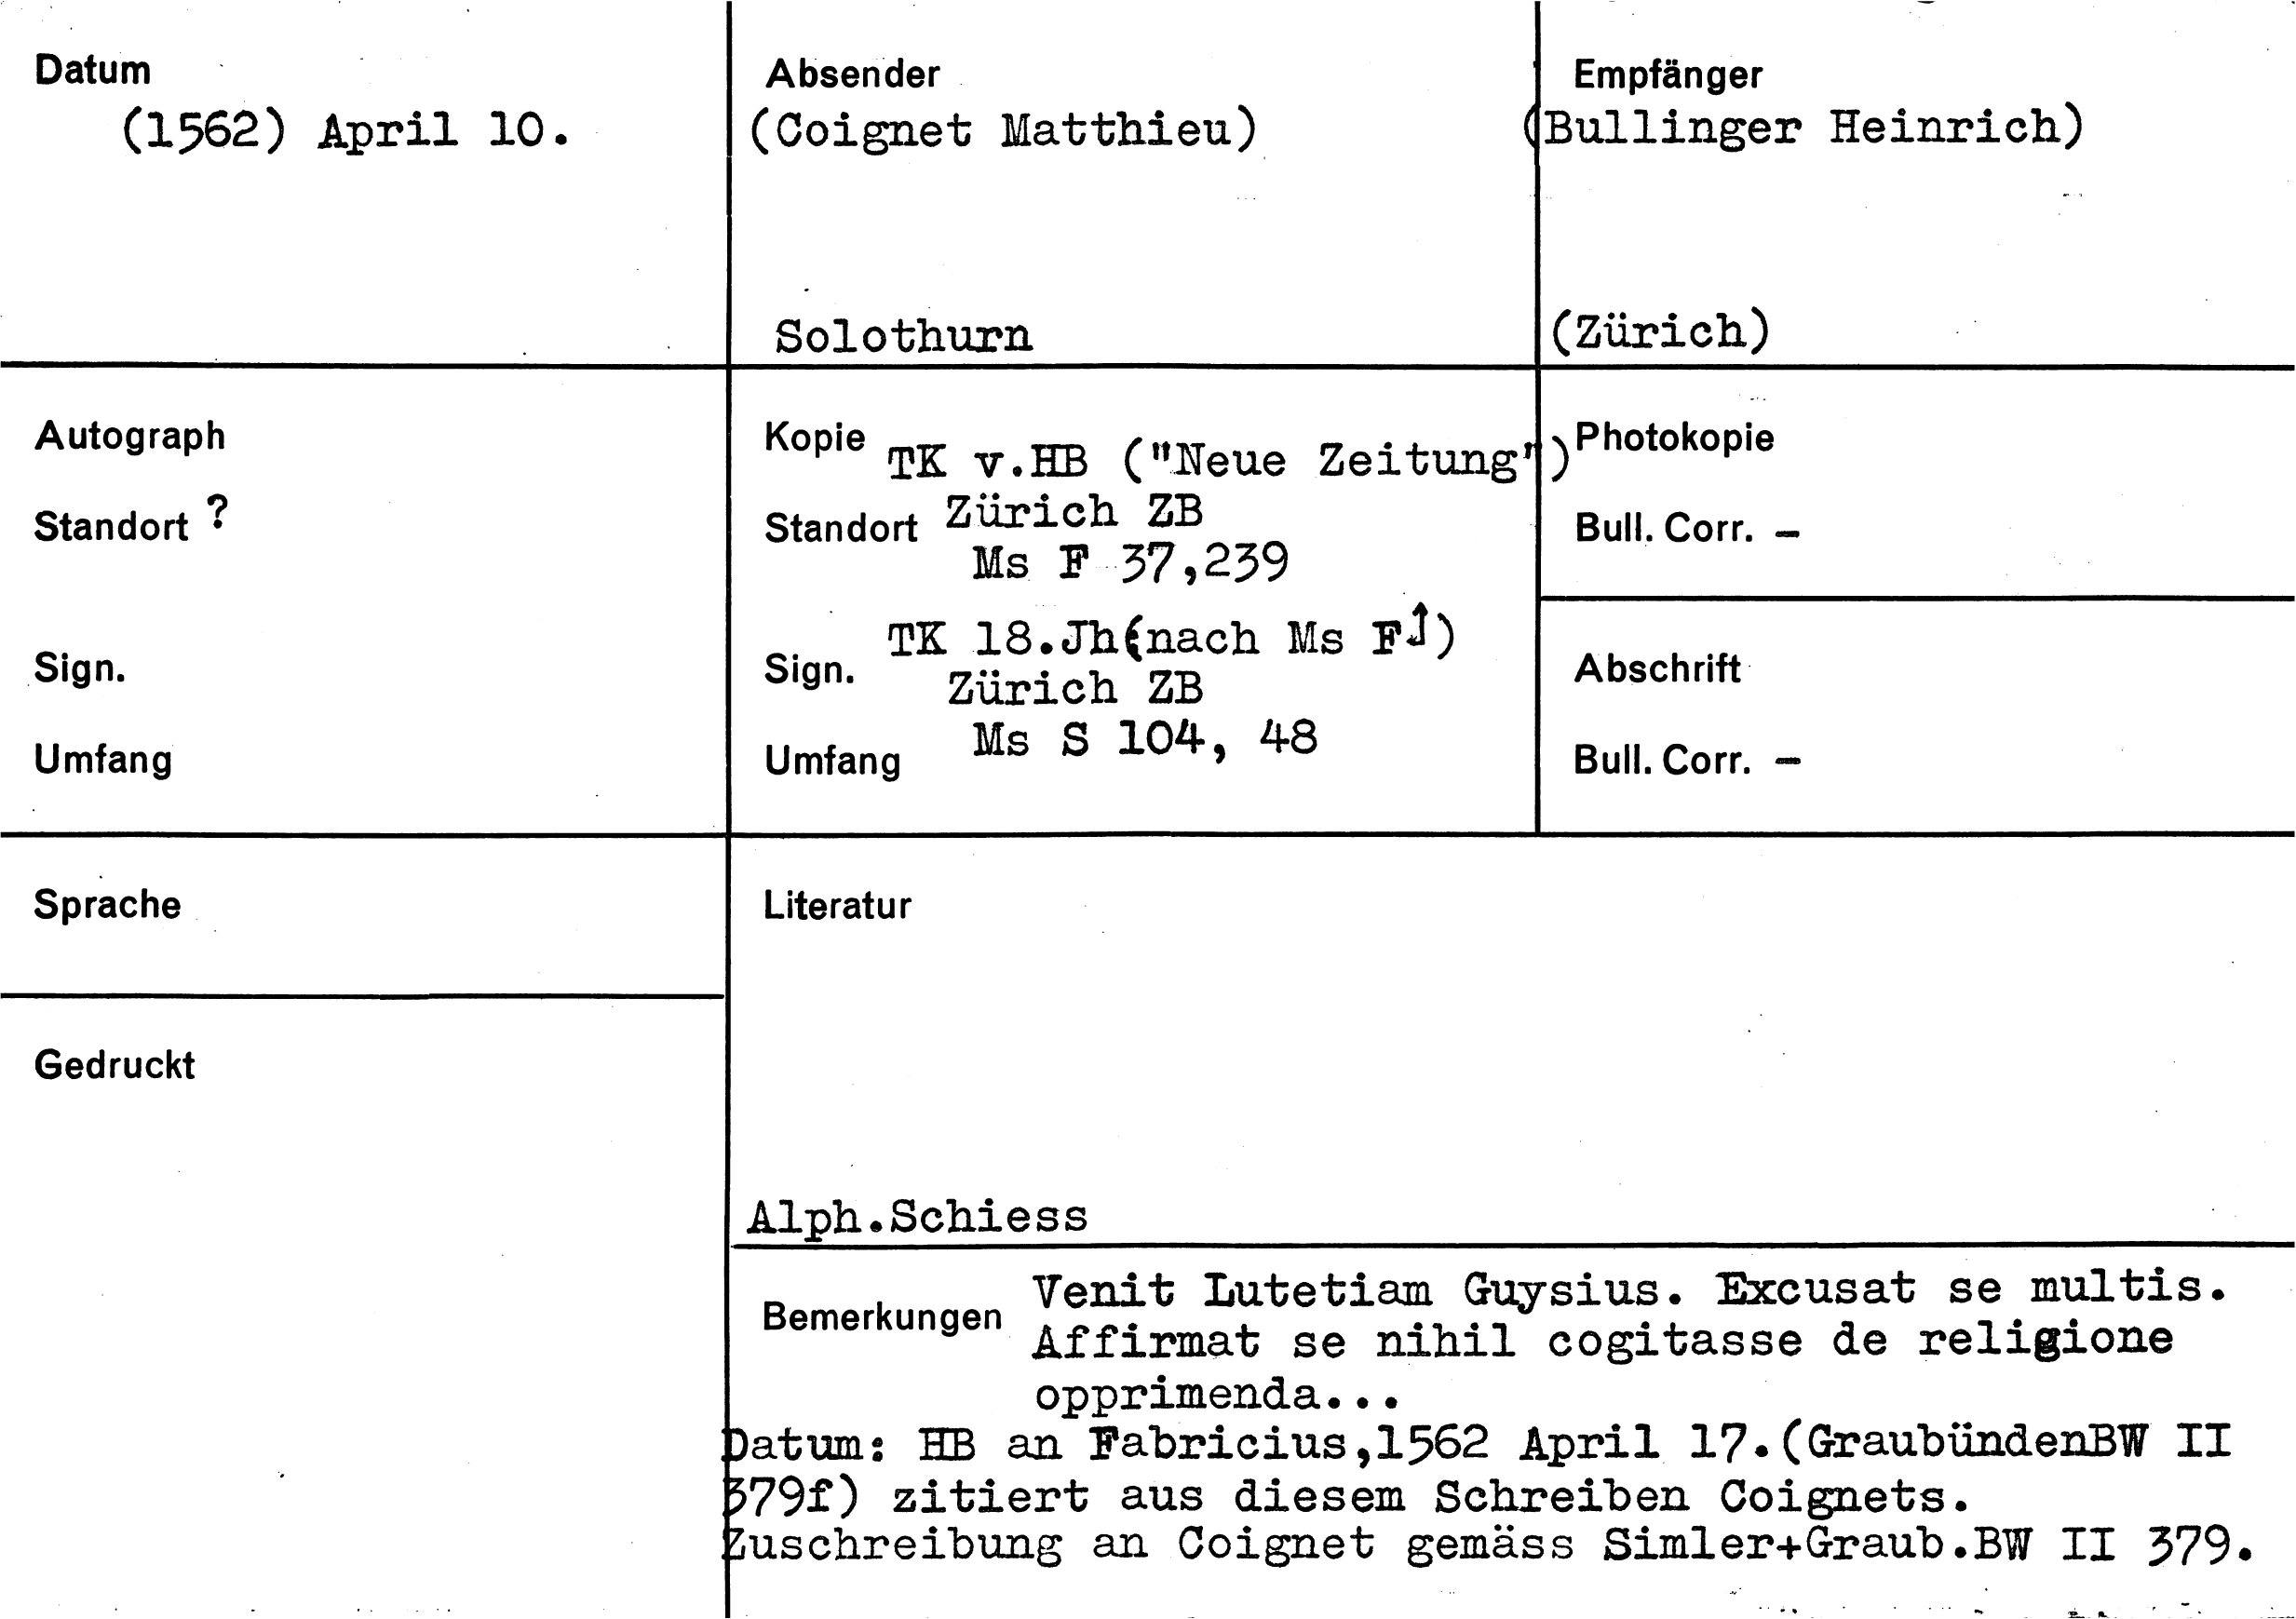 Datum
(1562) April 10.
Absender
(Coignet Matthieu)
Solothurn
Empfänger
(Bullinger Heinrich)
(Zürich)
Autograph
Standort ?
Sign.
Umfang
Kopie TK v.HB ("Neue Zeitung")
Standort Zürich ZB
Ms F 37,239
TK 18.Jh(nach Ms F↑)
Sign. Zürich ZB
Ms S 104, 48
Umfang
Photokopie
Bull. Corr. –
Abschrift
Bull. Corr. –
Sprache
Gedruckt
Literatur
Alph.Schiess
Bemerkungen Venit Lutetiam Guysius. Excusat se multis.
Affirmat se nihil cogitasse de religione
opprimenda...
Datum: HB an Fabricius,1562 April 17.(GraubündenBW II
379f) zitiert aus diesem Schreiben Coignets.
Zuschreibung an Coignet gemäss Simler+Graub.BW II 379.